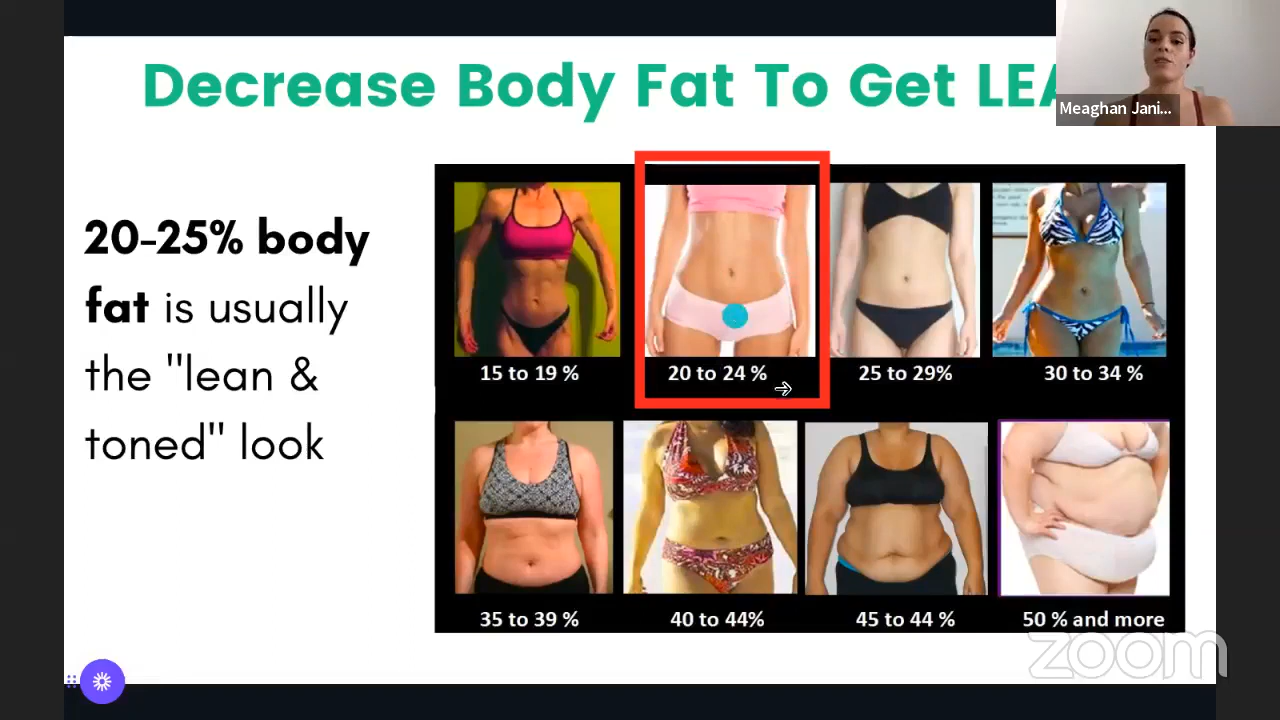 Decrease Body Fat To Get LEA
Meaghan Jani...
20-25% body
fat is usually
the "lean &
toned" look
15 to 19 %
20 to 24 %
25 to 29%
30 to 34 %
35 to 39 %
40 to 44%
45 to 44 %
50 % and more
zoom